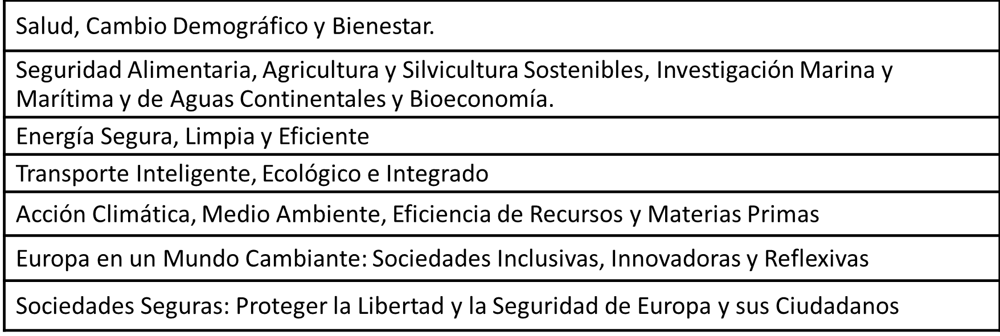 Salud, Cambio Demográfico y Bienestar.
Seguridad Alimentaria, Agricultura y Silvicultura Sostenibles, Investigación Marina y
Marítima y de Aguas Continentales y Bioeconomía.
Energía Segura, Limpia y Eficiente
Transporte Inteligente, Ecológico e Integrado
Acción Climática, Medio Ambiente, Eficiencia de Recursos y Materias Primas
Europa en un Mundo Cambiante: Sociedades Inclusivas, Innovadoras y Reflexivas
Sociedades Seguras: Proteger la Libertad y la Seguridad de Europa y sus Ciudadanos